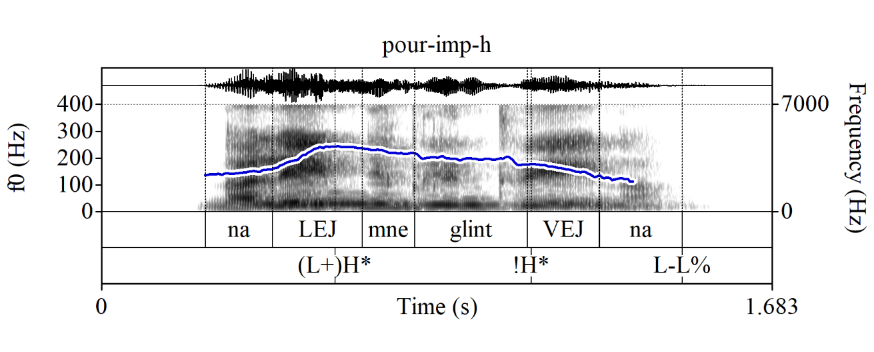 pour-imp-h
400
300
200
100
0
f0 (Hz)
7000
0
Frequency (Hz)
na LEJ mne glint VEJ na
(L+)H* !H* L-L%
0 Time (s) 1.683